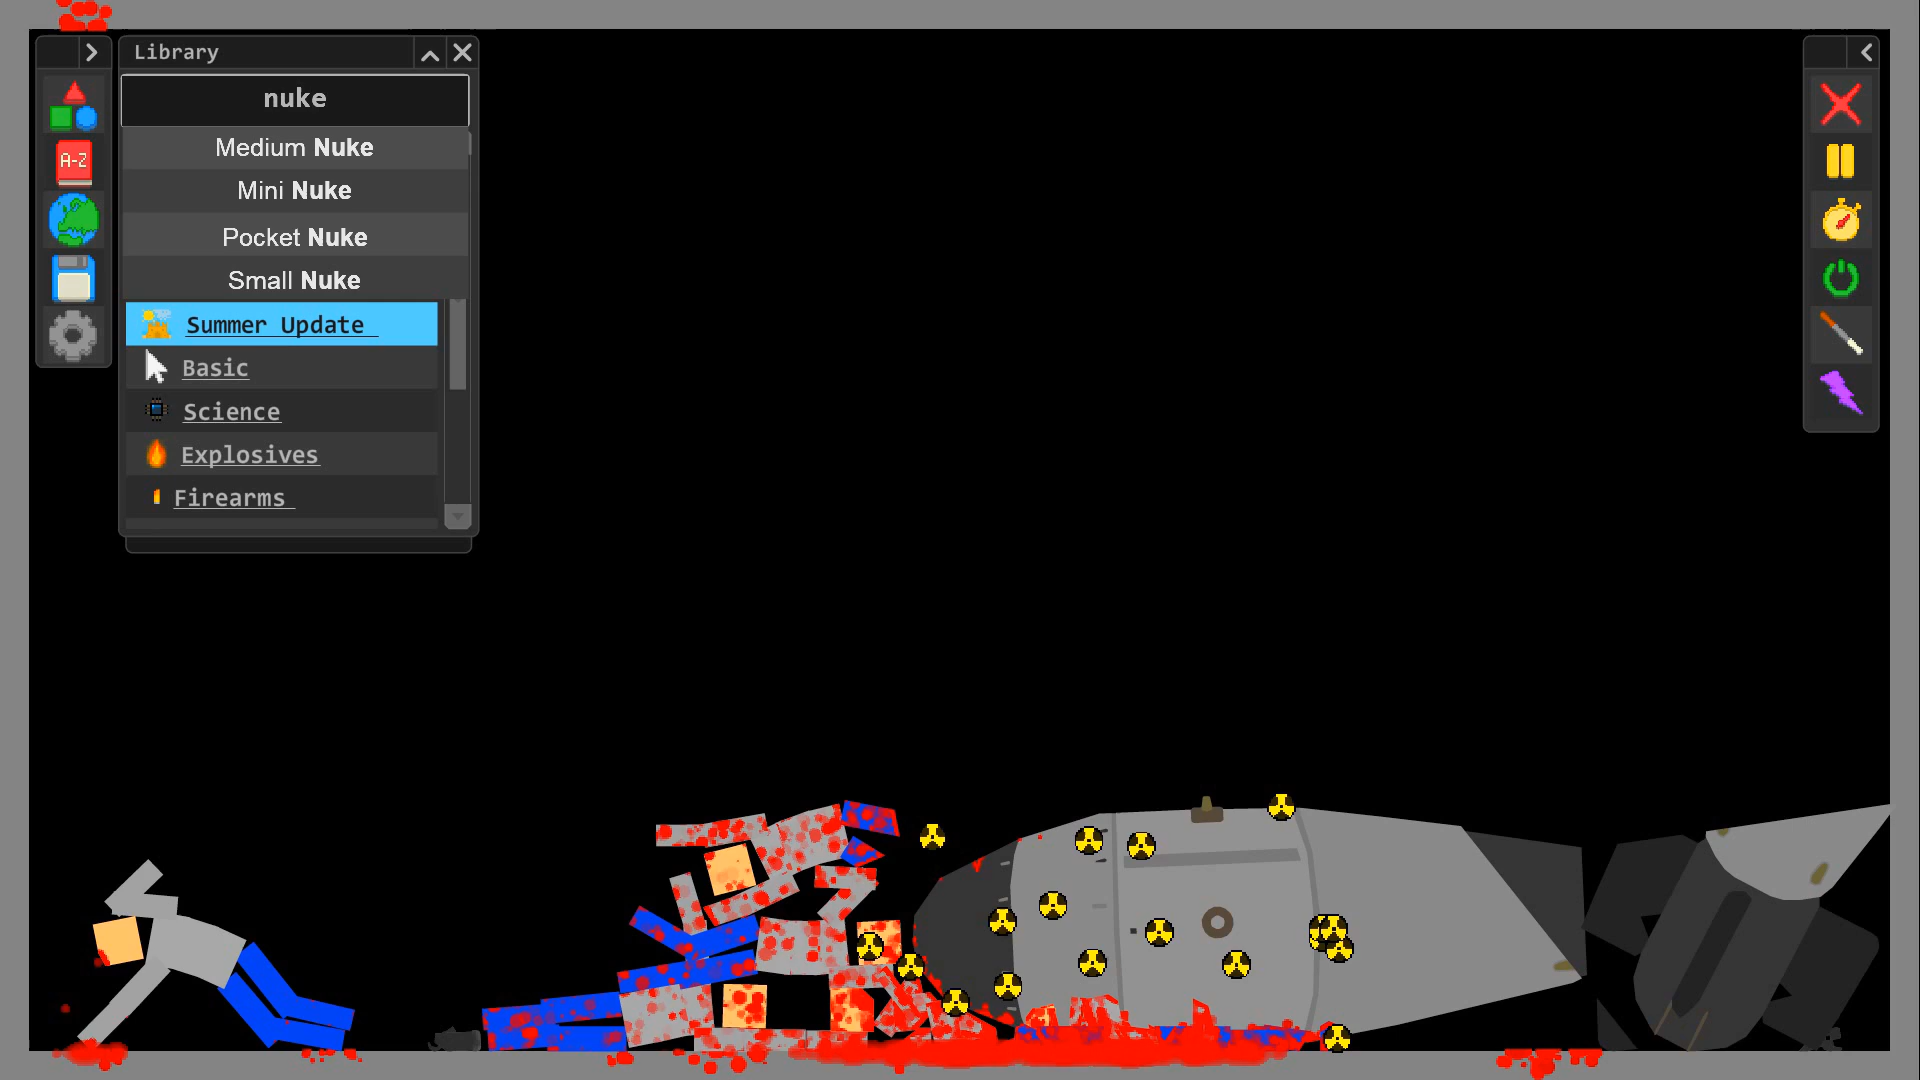 Library
nuke
Medium Nuke
Mini Nuke
Pocket Nuke
Small Nuke
Summer Update
Basic
Science
Explosives
Firearms
A-Z